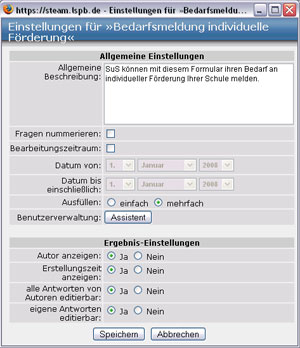 https://steam.lspb.de - Einstellungen für »Bedarfsmeldu...
Einstellungen für »Bedarfsmeldung individuelle
Förderung«
Allgemeine Einstellungen
Allgemeine
Beschreibung:
SuS können mit diesem Formular ihren Bedarf an
individueller Förderung Ihrer Schule melden.
Fragen nummerieren:
Bearbeitungszeitraum:
Datum von: 1. Januar 2008
Datum bis
einschließlich: 1. Januar 2008
Ausfüllen: einfach mehrfach
Benutzerverwaltung: Assistent
Ergebnis-Einstellungen
Autor anzeigen: Ja Nein
Erstellungszeit
anzeigen: Ja Nein
alle Antworten von
Autoren editierbar: Ja Nein
eigene Antworten
editierbar: Ja Nein
Speichern Abbrechen